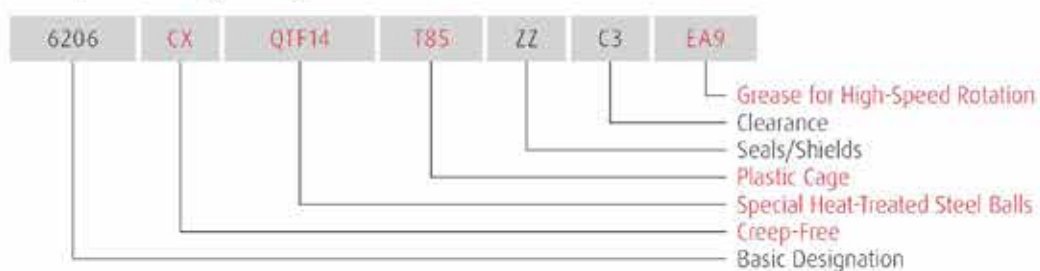 6206 CX QTF14 T85 ZZ C3 EA9
Grease for High-Speed Rotation
Clearance
Seals/Shields
Plastic Cage
Special Heat-Treated Steel Balls
Creep-Free
Basic Designation